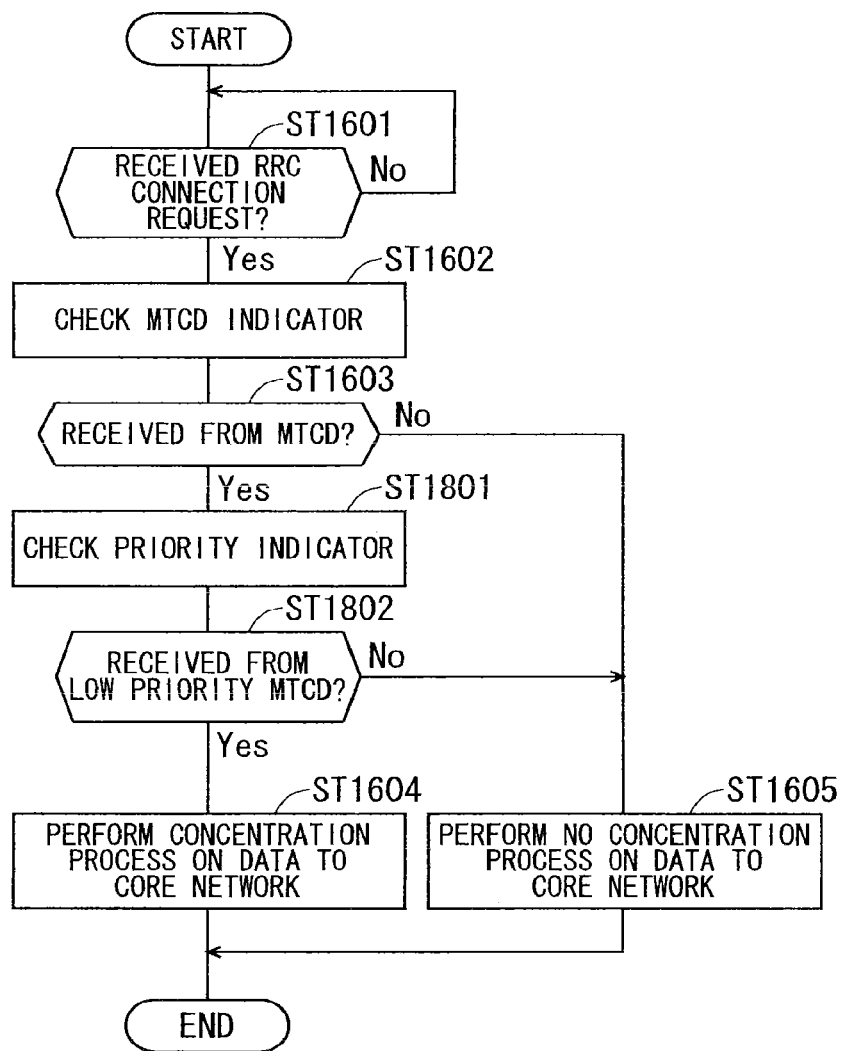 START
ST1601
RECEIVED RRC
CONNECTION
REQUEST?
No
Yes
ST1602
CHECK MTCD INDICATOR
ST1603
RECEIVED FROM MTCD?
No
Yes
ST1801
CHECK PRIORITY INDICATOR
ST1802
RECEIVED FROM
LOW PRIORITY MTCD?
No
Yes
ST1604
PERFORM CONCENTRATION
PROCESS ON DATA TO
CORE NETWORK
ST1605
PERFORM NO CONCENTRATION
PROCESS ON DATA TO
CORE NETWORK
END